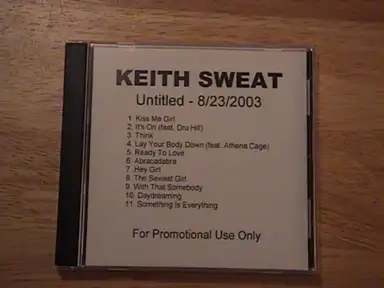 KEITH SWEAT
Untitled - 8/23/2003
1. Kiss Me Girl
2. It's On (feat. Dru Hill)
3. Think
4. Lay Your Body Down (feat. Athena Cage)
5. Ready To Love
6. Abracadabra
7. Hey Girl
8. The Sexiest Girl
9. With That Somebody
10. Daydreaming
11. Something Is Everything
For Promotional Use Only